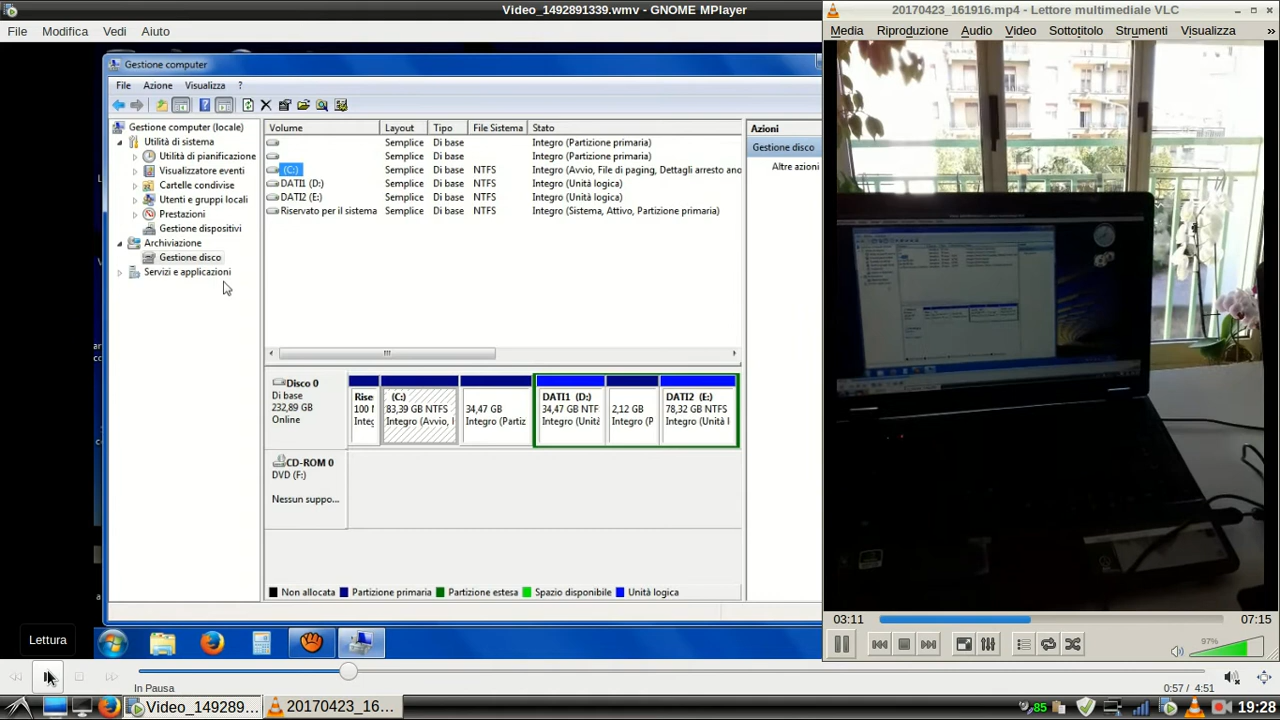 Video_1492891339.wmv - GNOME MPlayer
File Modifica Vedi Aiuto
Gestione computer
File Azione Visualizza ?
Gestione computer (locale)
Utilità di sistema
Utilità di pianificazione
Visualizzatore eventi
Cartelle condivise
Utenti e gruppi locali
Prestazioni
Gestione dispositivi
Archiviazione
Gestione disco
Servizi e applicazioni
Volume Layout Tipo File Sistema Stato
Semplice Di base Integro (Partizione primaria)
Semplice Di base Integro (Partizione primaria)
(C:) Semplice Di base NTFS Integro (Avvio, File di paging, Dettagli arresto ano
DATI1 (D:) Semplice Di base NTFS Integro (Unità logica)
DATI2 (E:) Semplice Di base NTFS Integro (Unità logica)
Riservato per il sistema Semplice Di base NTFS Integro (Sistema, Attivo, Partizione primaria)
Azioni
Gestione disco
Altre azioni
Disco 0
Di base
232,89 GB
Online
Rise
100 
Integ
(C:)
83,39 GB NTFS
Integro (Avvio, 
34,47 GB
Integro (Partiz
DATI1 (D:)
34,47 GB NTF
Integro (Unità
2,12 GB
Integro (P
DATI2 (E:)
78,32 GB NTFS
Integro (Unità l
CD-ROM 0
DVD (F:)
Nessun suppo...
Non allocata Partizione primaria Partizione estesa Spazio disponibile Unità logica
Lettura
In Pausa
0:57 / 4:51
20170423_161916.mp4 - Lettore multimediale VLC
Media Riproduzione Audio Video Sottotitolo Strumenti Visualizza »
03:11 07:15
97%
Video_149289... 20170423_16... 85 19:28